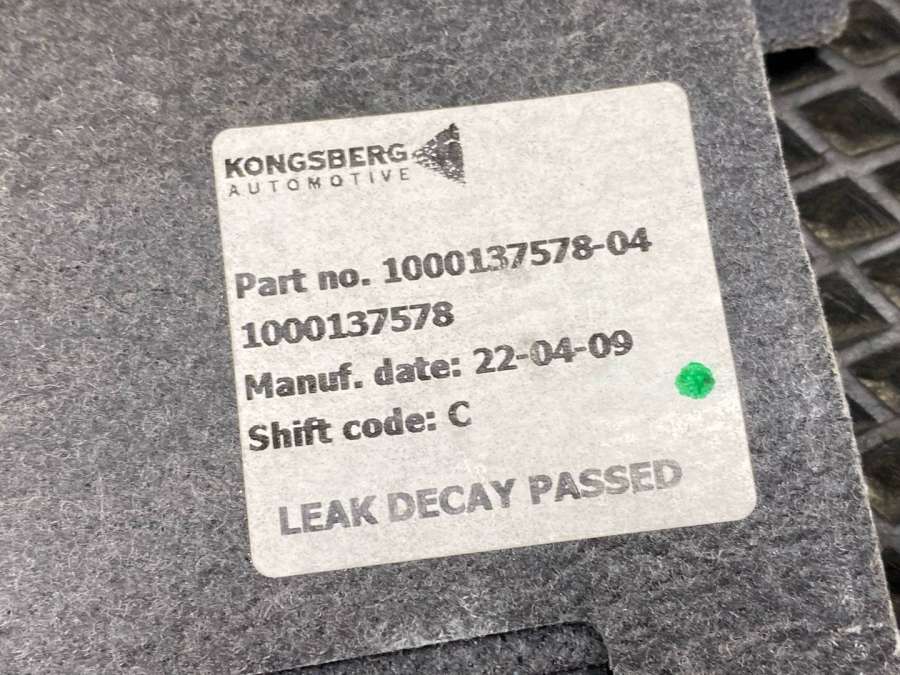 KONGSBERG
AUTOMOTIVE
Part no. 1000137578-04
1000137578
Manuf. date: 22-04-09
Shift code: C
LEAK DECAY PASSED